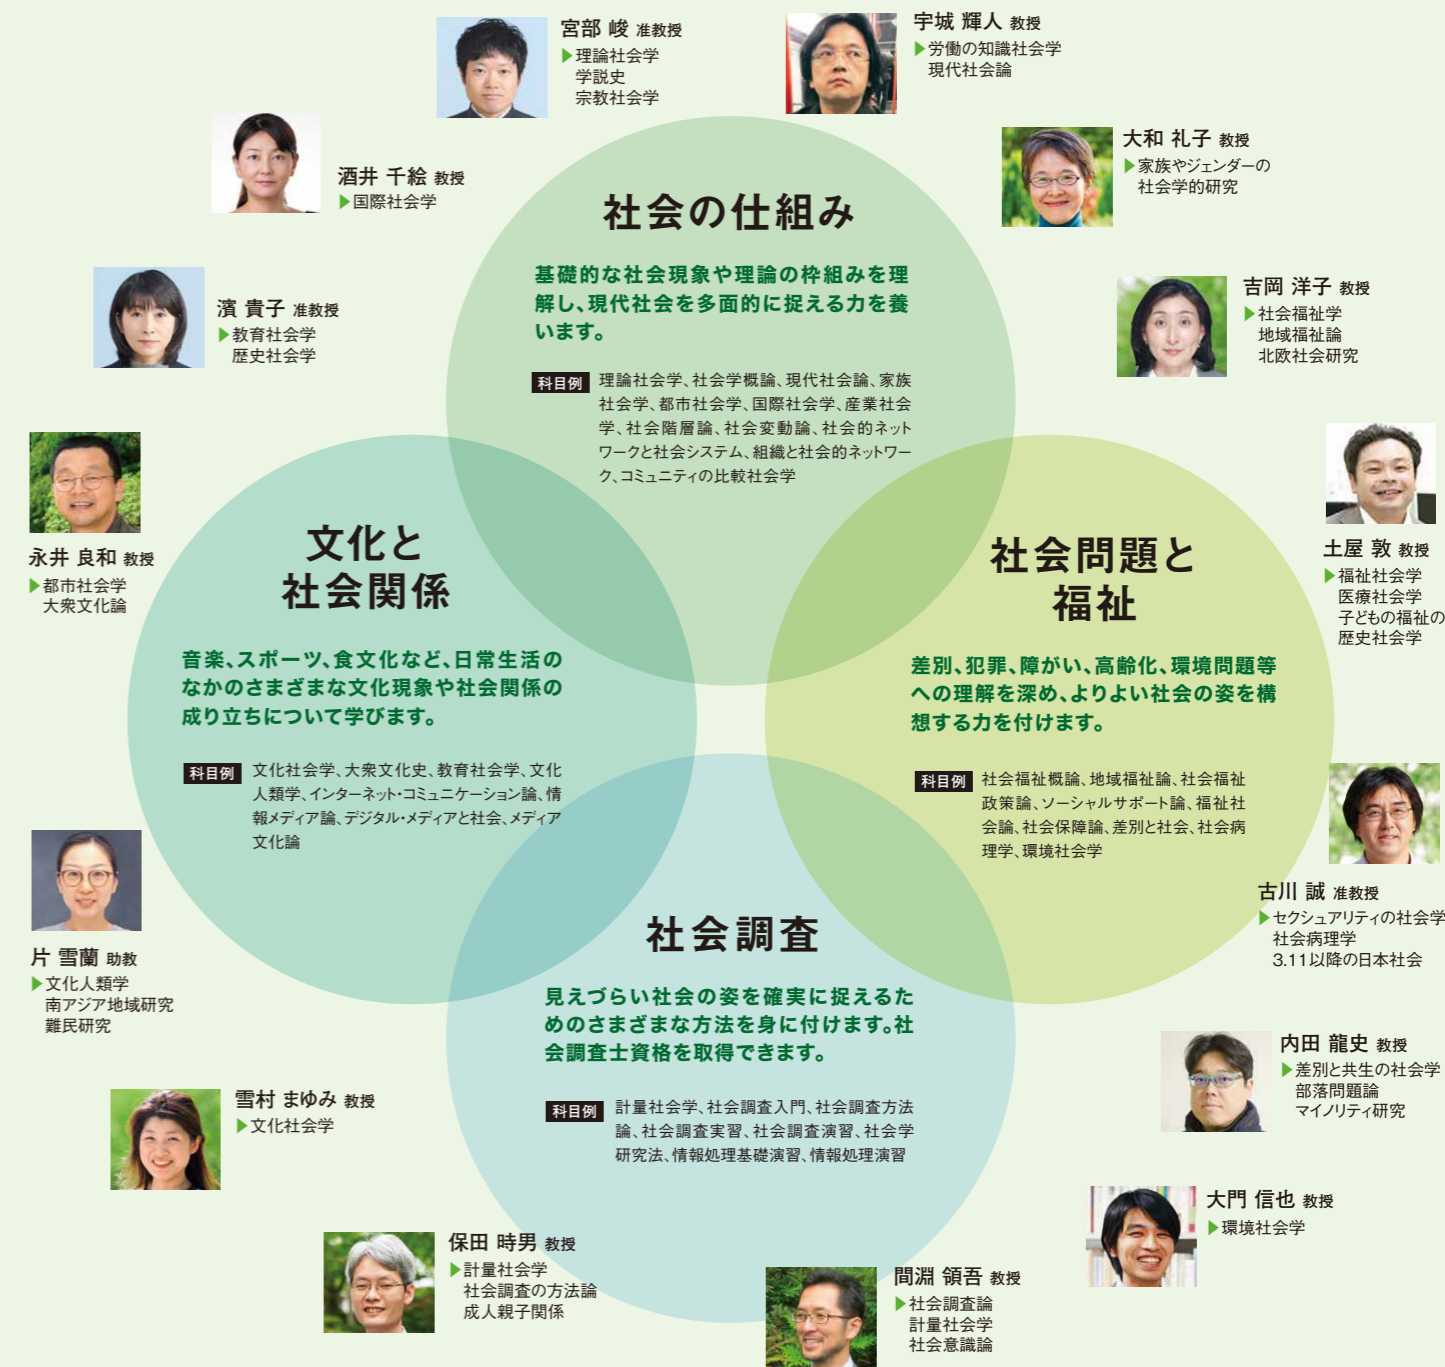 宮部 峻 准教授
▶理論社会学
学説史
宗教社会学
宇城 輝人 教授
▶労働の知識社会学
現代社会論
酒井 千絵 教授
▶国際社会学
大和 礼子 教授
▶家族やジェンダーの
社会学的研究
濱 貴子 准教授
▶教育社会学
歴史社会学
吉岡 洋子 教授
▶社会福祉学
地域福祉論
北欧社会研究
社会の仕組み
基礎的な社会現象や理論の枠組みを理
解し、現代社会を多面的に捉える力を養
います。
科目例 理論社会学、社会学概論、現代社会論、家族
社会学、都市社会学、国際社会学、産業社会
学、社会階層論、社会変動論、社会的ネット
ワークと社会システム、組織と社会的ネットワー
ク、コミュニティの比較社会学
永井 良和 教授
▶都市社会学
大衆文化論
土屋 敦 教授
▶福祉社会学
医療社会学
子どもの福祉の
歴史社会学
文化と
社会関係
音楽、スポーツ、食文化など、日常生活の
なかのさまざまな文化現象や社会関係の
成り立ちについて学びます。
科目例 文化社会学、大衆文化史、教育社会学、文化
人類学、インターネット・コミュニケーション論、情
報メディア論、デジタル・メディアと社会、メディア
文化論
社会問題と
福祉
差別、犯罪、障がい、高齢化、環境問題等
への理解を深め、よりよい社会の姿を構
想する力を付けます。
科目例 社会福祉概論、地域福祉論、社会福祉
政策論、ソーシャルサポート論、福祉社
会論、社会保障論、差別と社会、社会病
理学、環境社会学
片 雪蘭 助教
▶文化人類学
南アジア地域研究
難民研究
古川 誠 准教授
▶セクシュアリティの社会学
社会病理学
3.11以降の日本社会
社会調査
見えづらい社会の姿を確実に捉えるた
めのさまざまな方法を身に付けます。社
会調査士資格を取得できます。
科目例 計量社会学、社会調査入門、社会調査方法
論、社会調査実習、社会調査演習、社会学
研究法、情報処理基礎演習、情報処理演習
雪村 まゆみ 教授
▶文化社会学
内田 龍史 教授
▶差別と共生の社会学
部落問題論
マイノリティ研究
大門 信也 教授
▶環境社会学
保田 時男 教授
▶計量社会学
社会調査の方法論
成人親子関係
間淵 領吾 教授
▶社会調査論
計量社会学
社会意識論